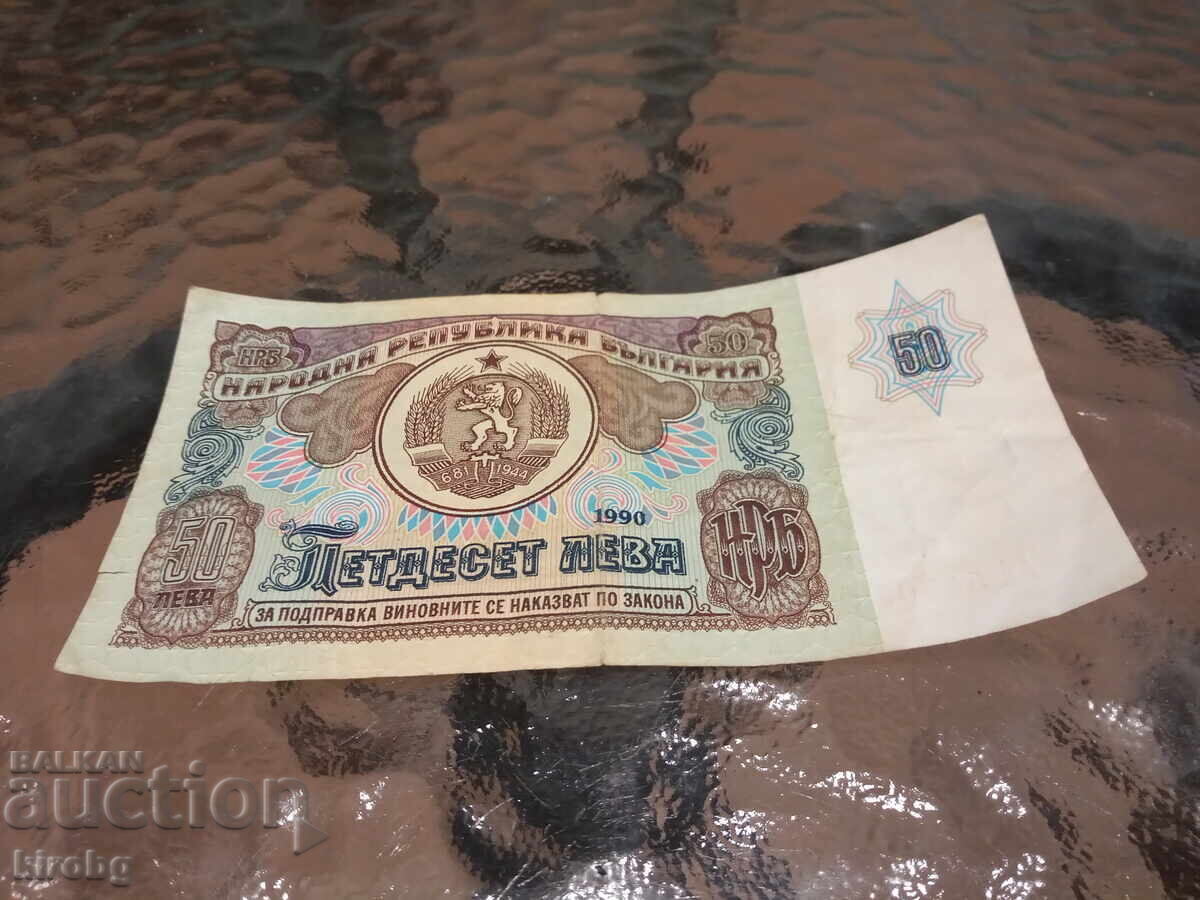 НАРОДНА РЕПУБЛИКА БЪЛГАРИЯ
НРБ
50
50
681 1944
1990
ПЕТДЕСЕТ ЛЕВА
50
ЛЕВА
НРБ
ЗА ПОДПРАВКА ВИНОВНИТЕ СЕ НАКАЗВАТ ПО ЗАКОНА
BALKAN
auction
kirobg